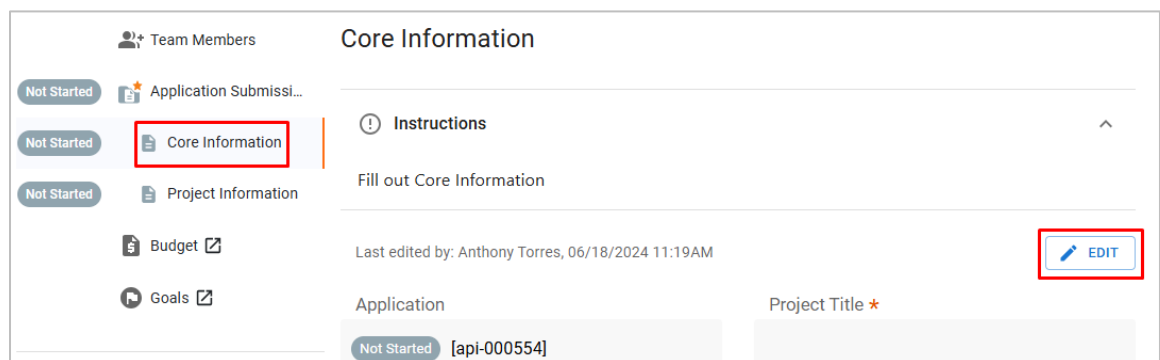 Team Members
Not Started Application Submissi...
Not Started Core Information
Not Started Project Information
Budget
Goals
Core Information
Instructions
Fill out Core Information
Last edited by: Anthony Torres, 06/18/2024 11:19AM
EDIT
Application
Project Title *
Not Started [api-000554]